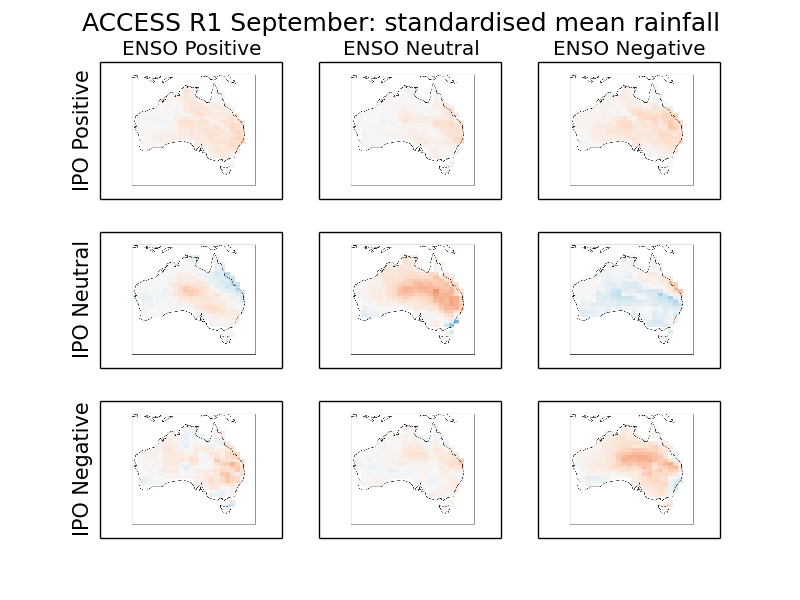 ACCESS R1 September: standardised mean rainfall
ENSO Positive ENSO Neutral ENSO Negative
IPO Positive
IPO Neutral
IPO Negative